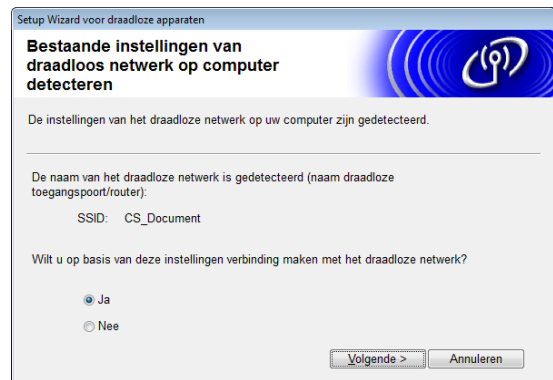 Setup Wizard voor draadloze apparaten
Bestaande instellingen van
draadloos netwerk op computer
detecteren
De instellingen van het draadloze netwerk op uw computer zijn gedetecteerd.
De naam van het draadloze netwerk is gedetecteerd (naam draadloze
toegangspoort/router):
SSID: CS_Document
Wilt u op basis van deze instellingen verbinding maken met het draadloze netwerk?
Ja
Nee
Volgende > Annuleren